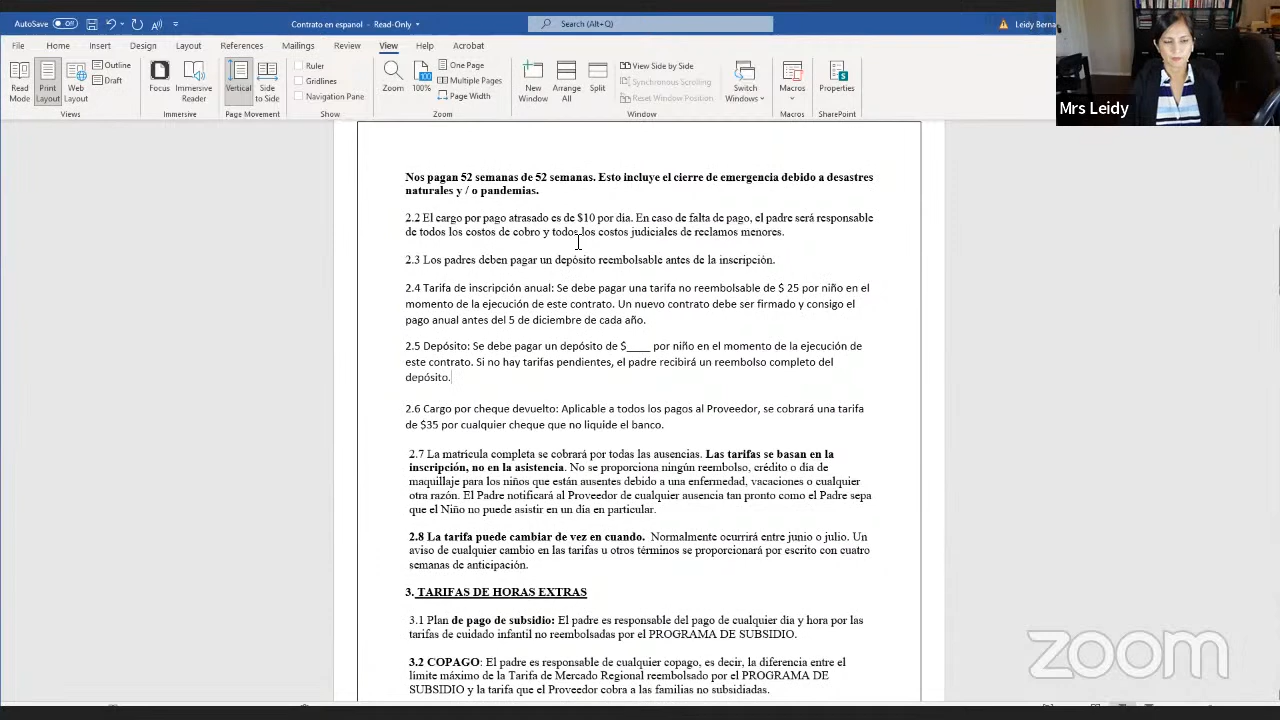 AutoSave Off Contrato en espanol - Read-Only Search (Alt+Q) Leidy Berna
File Home Insert Design Layout References Mailings Review View Help Acrobat
Read Mode Print Layout Web Layout Outline Draft
Focus Immersive Reader
Vertical Side to Side
Ruler Gridlines Navigation Pane
Zoom 100% One Page Multiple Pages Page Width
New Window Arrange All Split
View Side by Side Synchronous Scrolling Reset Window Position
Switch Windows Macros Properties
Views Immersive Page Movement Show Zoom Window Macros SharePoint
Mrs Leidy
Nos pagan 52 semanas de 52 semanas. Esto incluye el cierre de emergencia debido a desastres
naturales y / o pandemias.
2.2 El cargo por pago atrasado es de $10 por día. En caso de falta de pago, el padre será responsable
de todos los costos de cobro y todos los costos judiciales de reclamos menores.
2.3 Los padres deben pagar un depósito reembolsable antes de la inscripción.
2.4 Tarifa de inscripción anual: Se debe pagar una tarifa no reembolsable de $ 25 por niño en el
momento de la ejecución de este contrato. Un nuevo contrato debe ser firmado y consigo el
pago anual antes del 5 de diciembre de cada año.
2.5 Depósito: Se debe pagar un depósito de $____ por niño en el momento de la ejecución de
este contrato. Si no hay tarifas pendientes, el padre recibirá un reembolso completo del
depósito.
2.6 Cargo por cheque devuelto: Aplicable a todos los pagos al Proveedor, se cobrará una tarifa
de $35 por cualquier cheque que no liquide el banco.
2.7 La matrícula completa se cobrará por todas las ausencias. Las tarifas se basan en la
inscripción, no en la asistencia. No se proporciona ningún reembolso, crédito o día de
maquillaje para los niños que están ausentes debido a una enfermedad, vacaciones o cualquier
otra razón. El Padre notificará al Proveedor de cualquier ausencia tan pronto como el Padre sepa
que el Niño no puede asistir en un día en particular.
2.8 La tarifa puede cambiar de vez en cuando. Normalmente ocurrirá entre junio o julio. Un
aviso de cualquier cambio en las tarifas u otros términos se proporcionará por escrito con cuatro
semanas de anticipación.
3. TARIFAS DE HORAS EXTRAS
3.1 Plan de pago de subsidio: El padre es responsable del pago de cualquier día y hora por las
tarifas de cuidado infantil no reembolsadas por el PROGRAMA DE SUBSIDIO.
3.2 COPAGO: El padre es responsable de cualquier copago, es decir, la diferencia entre el
límite máximo de la Tarifa de Mercado Regional reembolsado por el PROGRAMA DE
SUBSIDIO y la tarifa que el Proveedor cobra a las familias no subsidiadas.
zoom